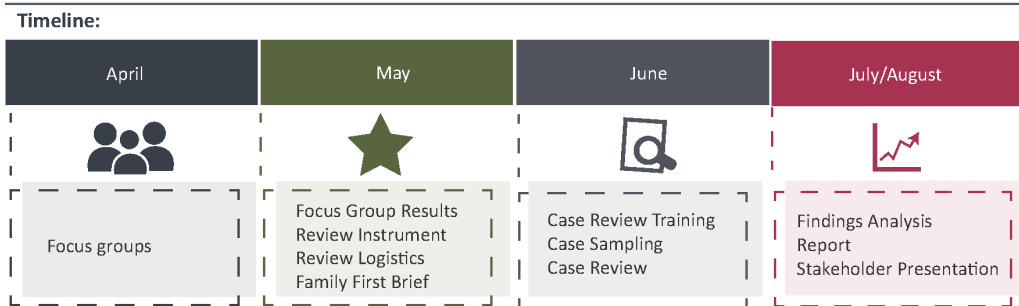 Timeline:
April
May
June
July/August
Focus groups
Focus Group Results
Review Instrument
Review Logistics
Family First Brief
Case Review Training
Case Sampling
Case Review
Findings Analysis
Report
Stakeholder Presentation